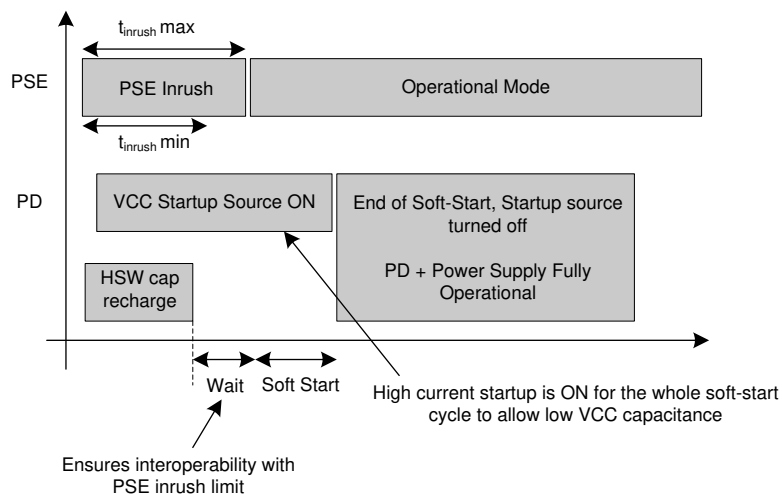 t_inrush max
PSE
PSE Inrush
Operational Mode
t_inrush min
PD
VCC Startup Source ON
End of Soft-Start, Startup source
turned off
PD + Power Supply Fully
Operational
HSW cap
recharge
Wait
Soft Start
High current startup is ON for the whole soft-start
cycle to allow low VCC capacitance
Ensures interoperability with
PSE inrush limit